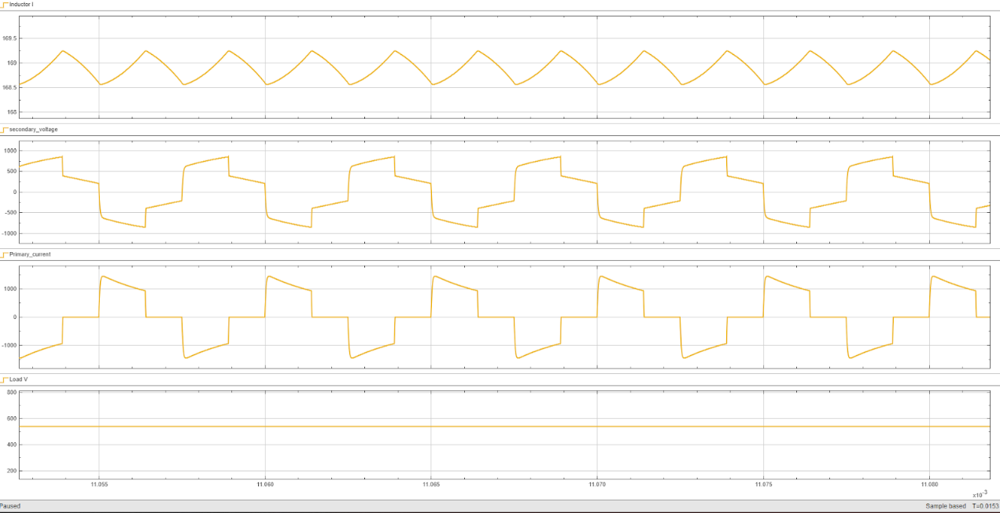 Inductor I
169.5
169
168.5
168
secondary_voltage
1000
500
0
-500
-1000
Primary_current
1000
0
-1000
Load V
800
600
400
200
11.055 11.060 11.065 11.070 11.075 11.080
x10-3
Paused Sample based T=0.0153